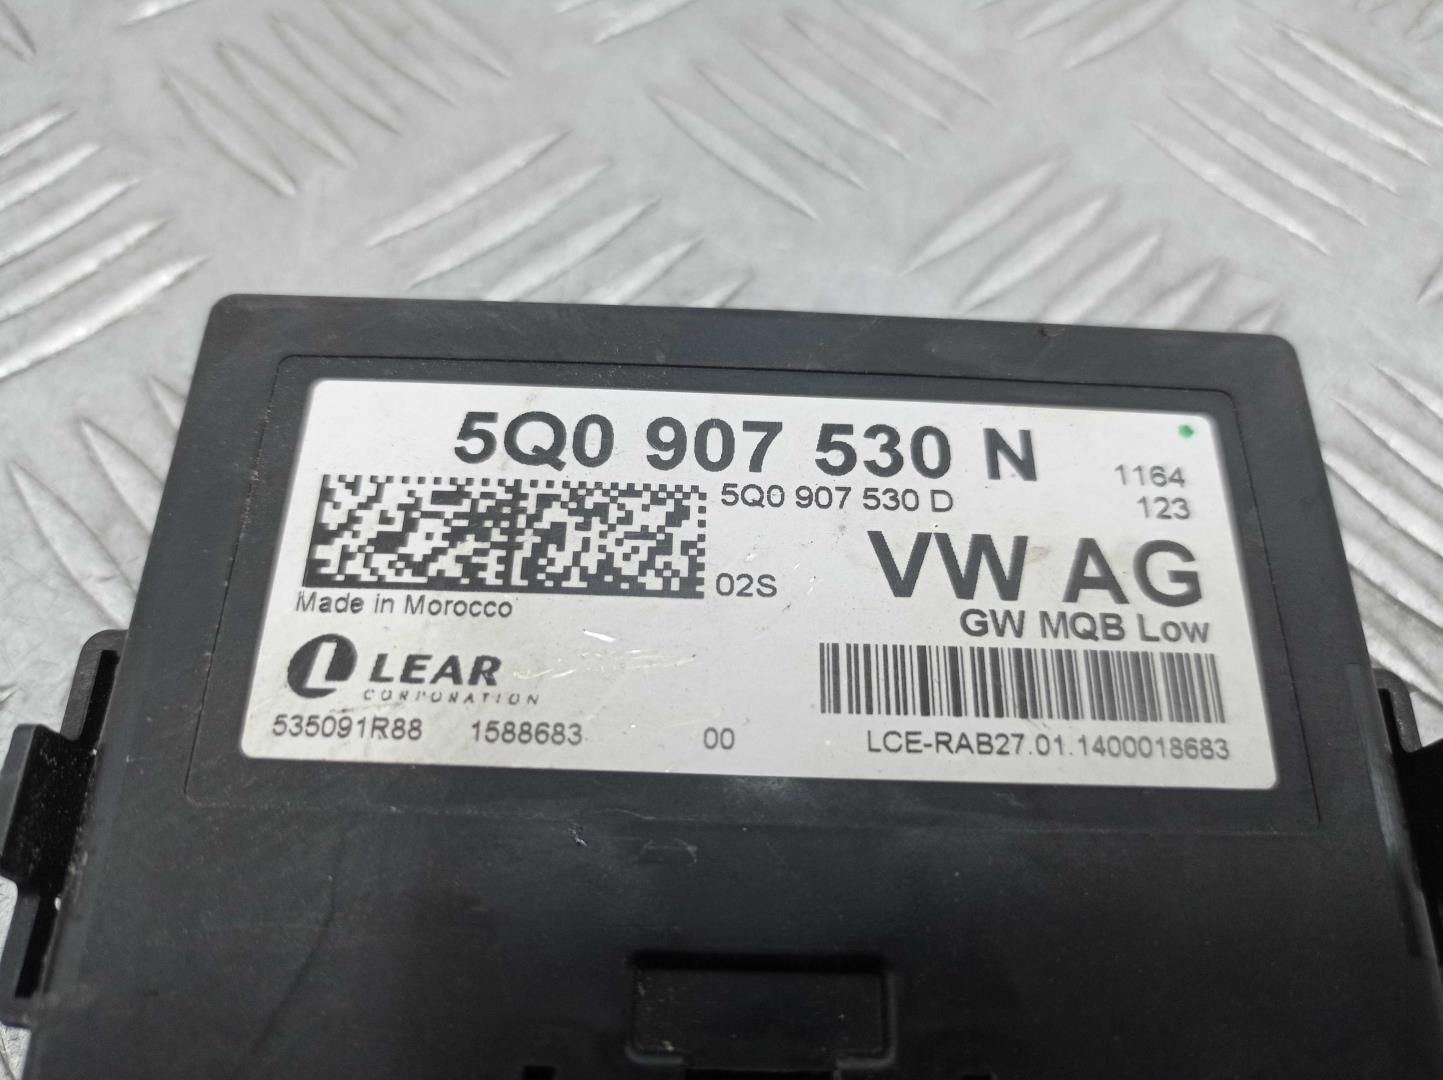 5Q0 907 530 N
1164
5Q0 907 530 D
123
VW AG
02S
Made in Morocco
GW MQB Low
LEAR
CORPORATION
535091R88 1588683 00 LCE-RAB27.01.1400018683